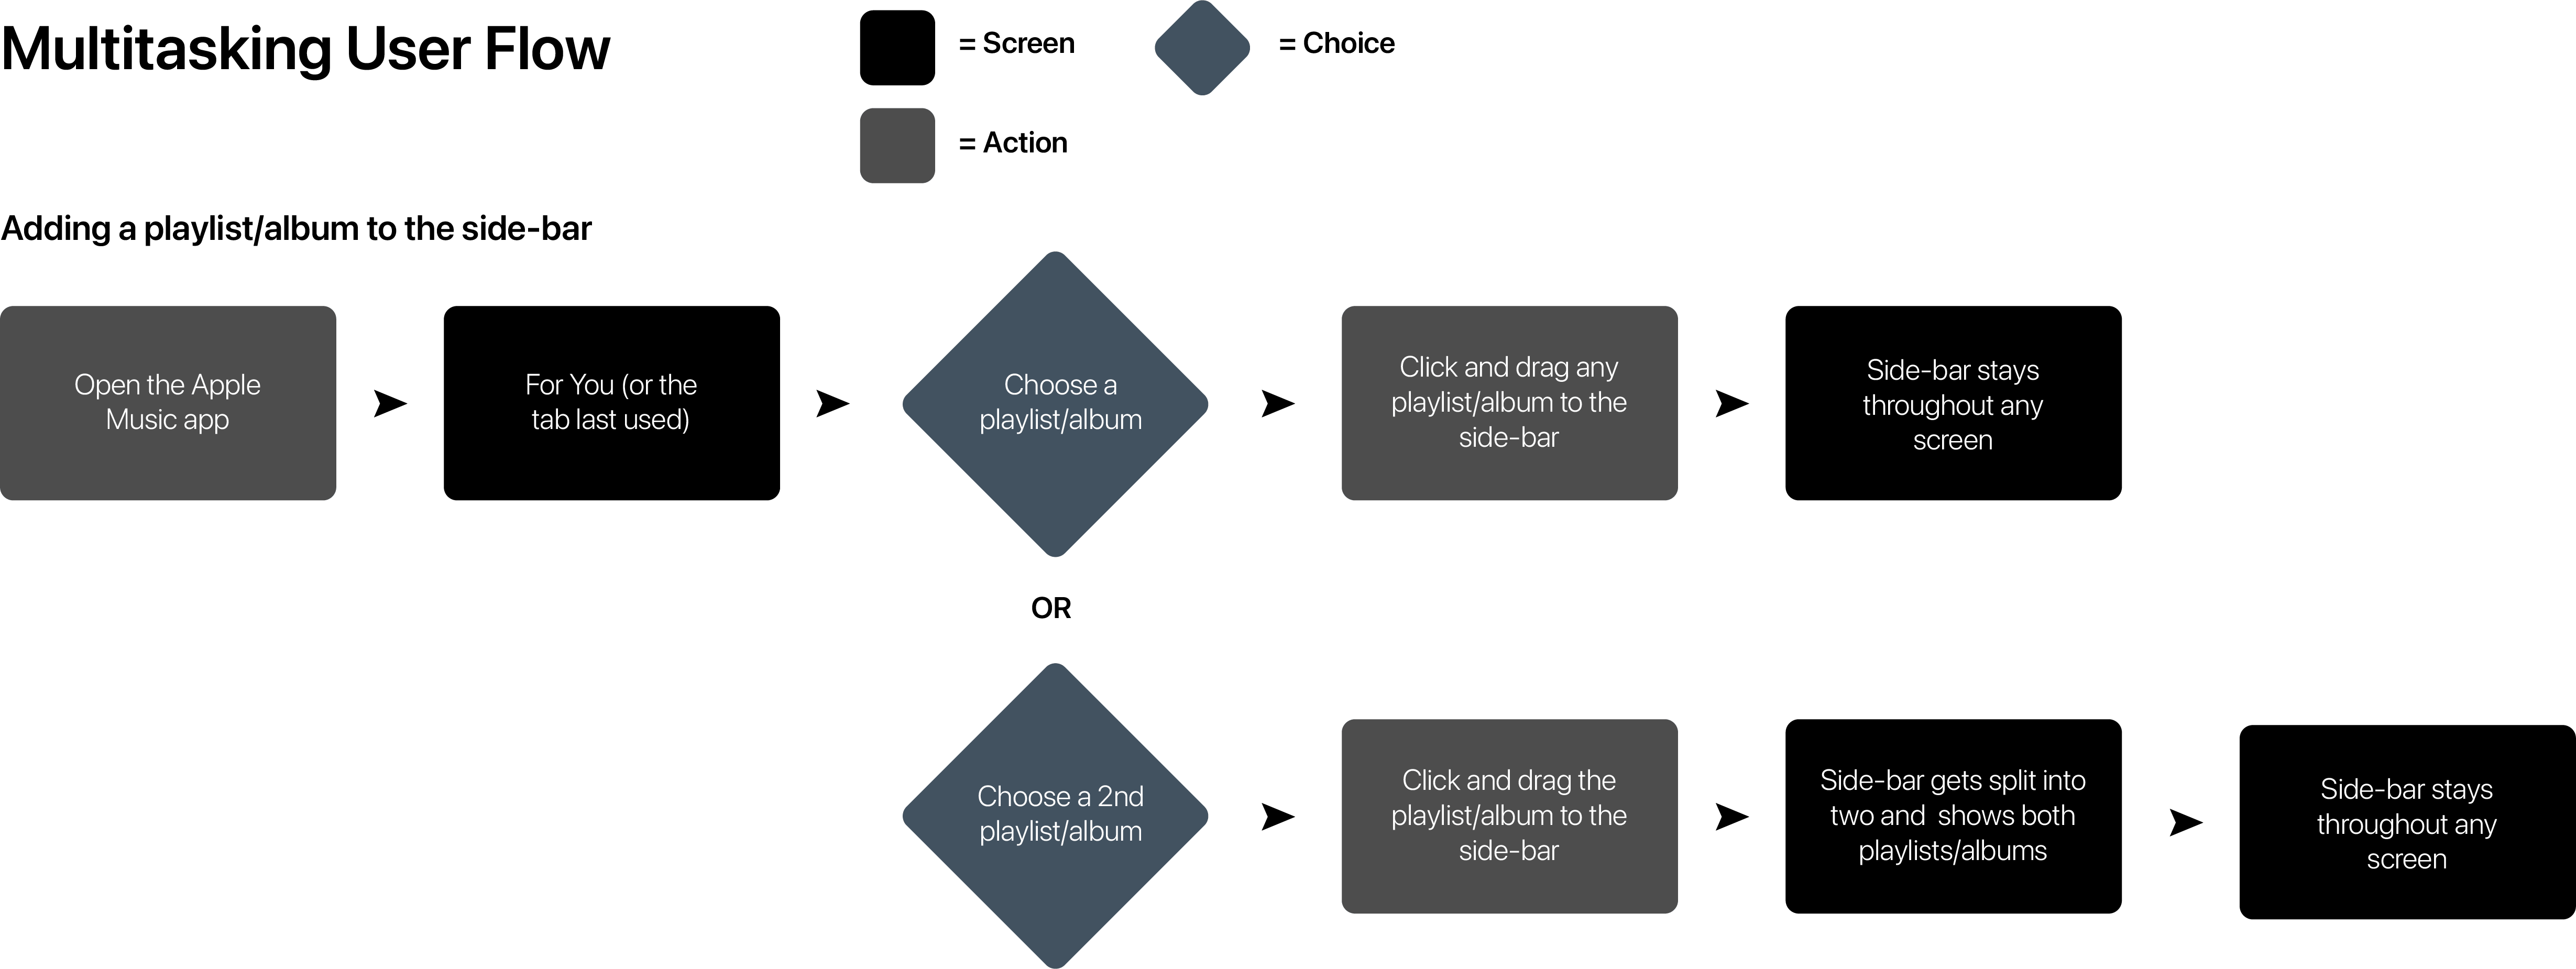 Multitasking User Flow
= Screen
= Choice
= Action
Adding a playlist/album to the side-bar
Open the Apple
Music app
For You (or the
tab last used)
Choose a
playlist/album
Click and drag any
playlist/album to the
side-bar
Side-bar stays
throughout any
screen
OR
Choose a 2nd
playlist/album
Click and drag the
playlist/album to the
side-bar
Side-bar gets split into
two and  shows both
playlists/albums
Side-bar stays
throughout any
screen